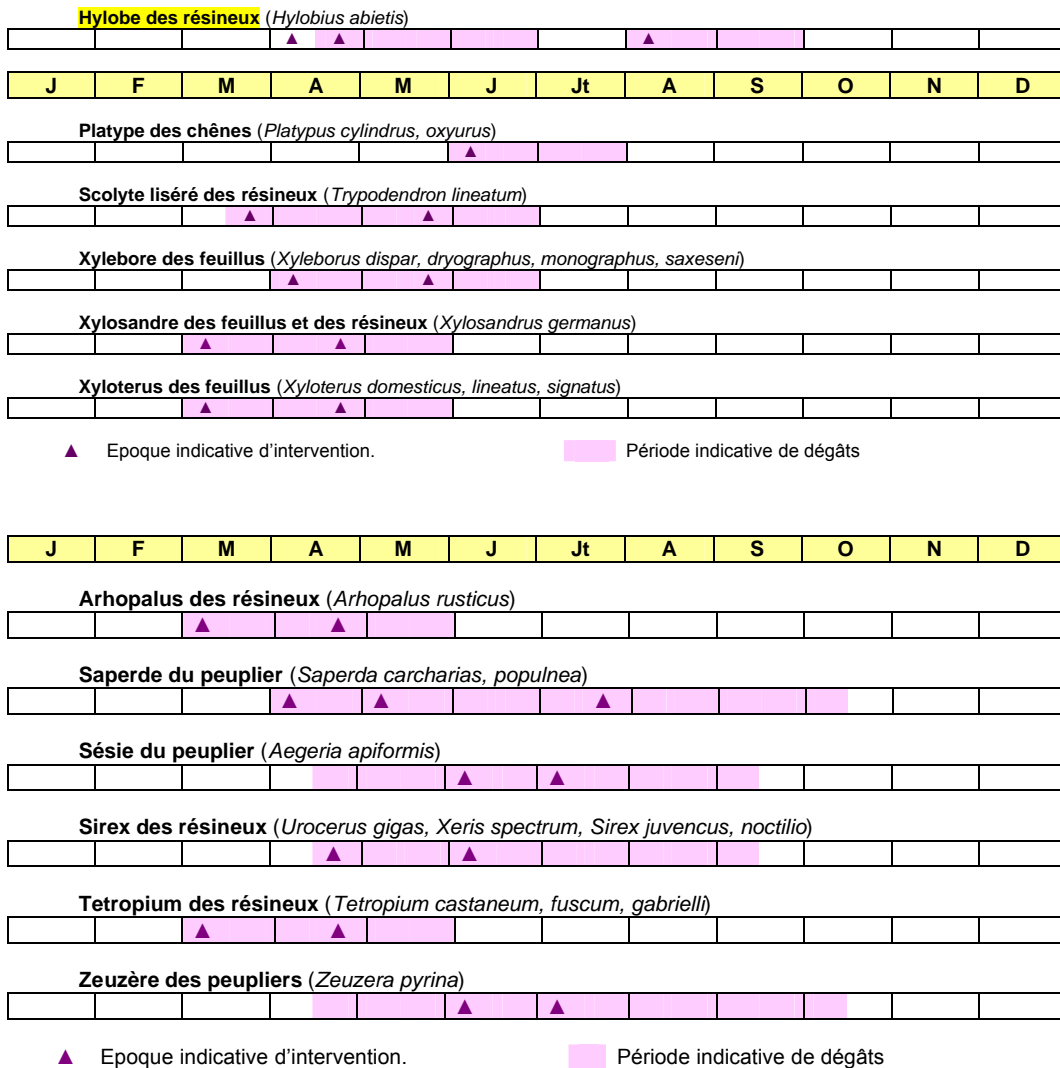 Hylobe des résineux (Hylobius abietis)
▲ ▲ ▲
J F M A M J Jt A S O N D
Platype des chênes (Platypus cylindrus, oxyurus)
▲
Scolyte liséré des résineux (Trypodendron lineatum)
▲ ▲
Xylebore des feuillus (Xyleborus dispar, dryographus, monographus, saxeseni)
▲ ▲
Xylosandre des feuillus et des résineux (Xylosandrus germanus)
▲ ▲
Xyloterus des feuillus (Xyloterus domesticus, lineatus, signatus)
▲ ▲
▲ Epoque indicative d'intervention. Période indicative de dégâts
J F M A M J Jt A S O N D
Arhopalus des résineux (Arhopalus rusticus)
▲ ▲
Saperde du peuplier (Saperda carcharias, populnea)
▲ ▲ ▲
Sésie du peuplier (Aegeria apiformis)
▲ ▲
Sirex des résineux (Urocerus gigas, Xeris spectrum, Sirex juvencus, noctilio)
▲ ▲
Tetropium des résineux (Tetropium castaneum, fuscum, gabrielli)
▲ ▲
Zeuzère des peupliers (Zeuzera pyrina)
▲ ▲
▲ Epoque indicative d'intervention. Période indicative de dégâts